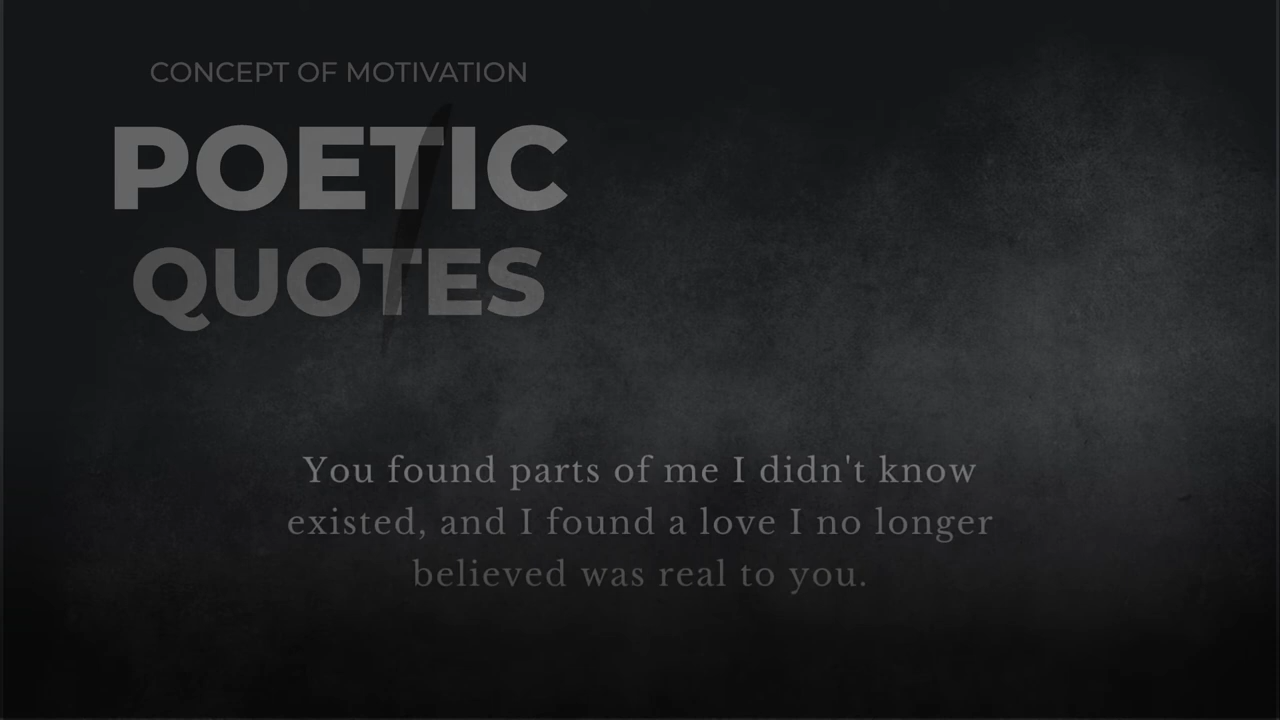 CONCEPT OF MOTIVATION
POETIC
QUOTES
You found parts of me I didn't know
existed, and I found a love I no longer
believed was real to you.